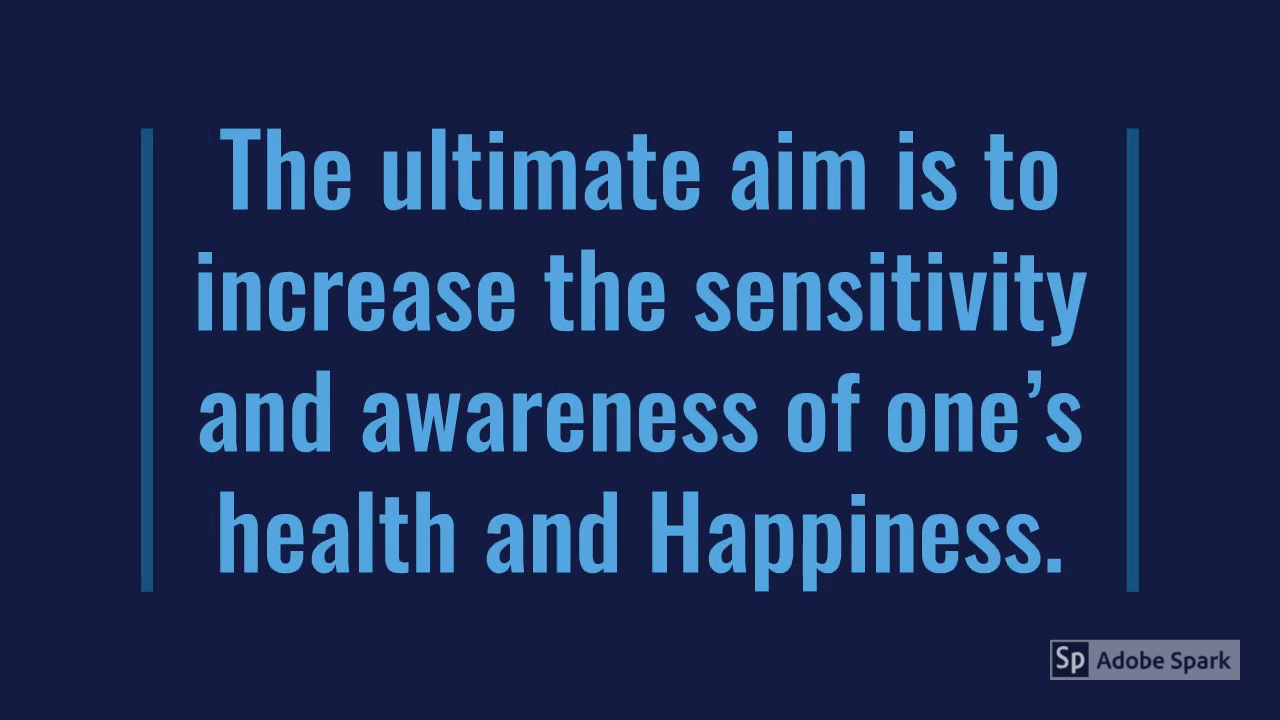 The ultimate aim is to
increase the sensitivity
and awareness of one’s
health and Happiness.
Sp Adobe Spark